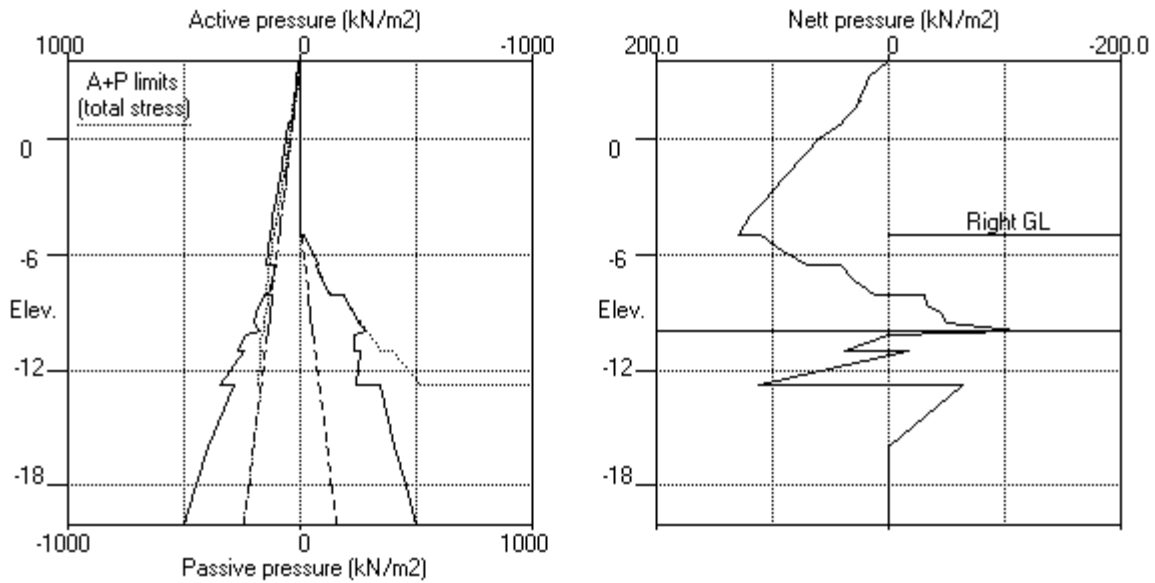 Active pressure (kN/m2)
1000 0 -1000
A+P limits
(total stress)
0
-6
Elev.
-12
-18
-1000 0 1000
Passive pressure (kN/m2)
Nett pressure (kN/m2)
200.0 0 -200.0
0
Right GL
-6
Elev.
-12
-18